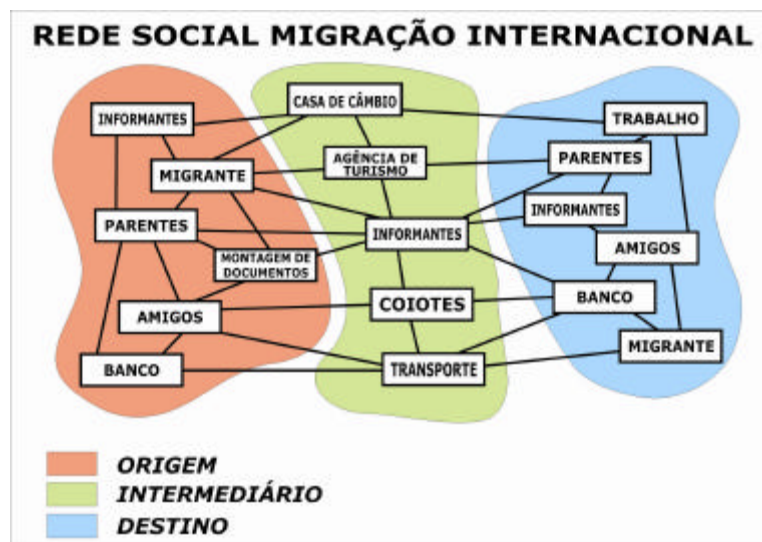 REDE SOCIAL MIGRAÇÃO INTERNACIONAL
INFORMANTES
MIGRANTE
PARENTES
MONTAGEM DE
DOCUMENTOS
AMIGOS
BANCO
CASA DE CÂMBIO
AGÊNCIA DE
TURISMO
INFORMANTES
COIOTES
TRANSPORTE
TRABALHO
PARENTES
INFORMANTES
AMIGOS
BANCO
MIGRANTE
ORIGEM
INTERMEDIÁRIO
DESTINO